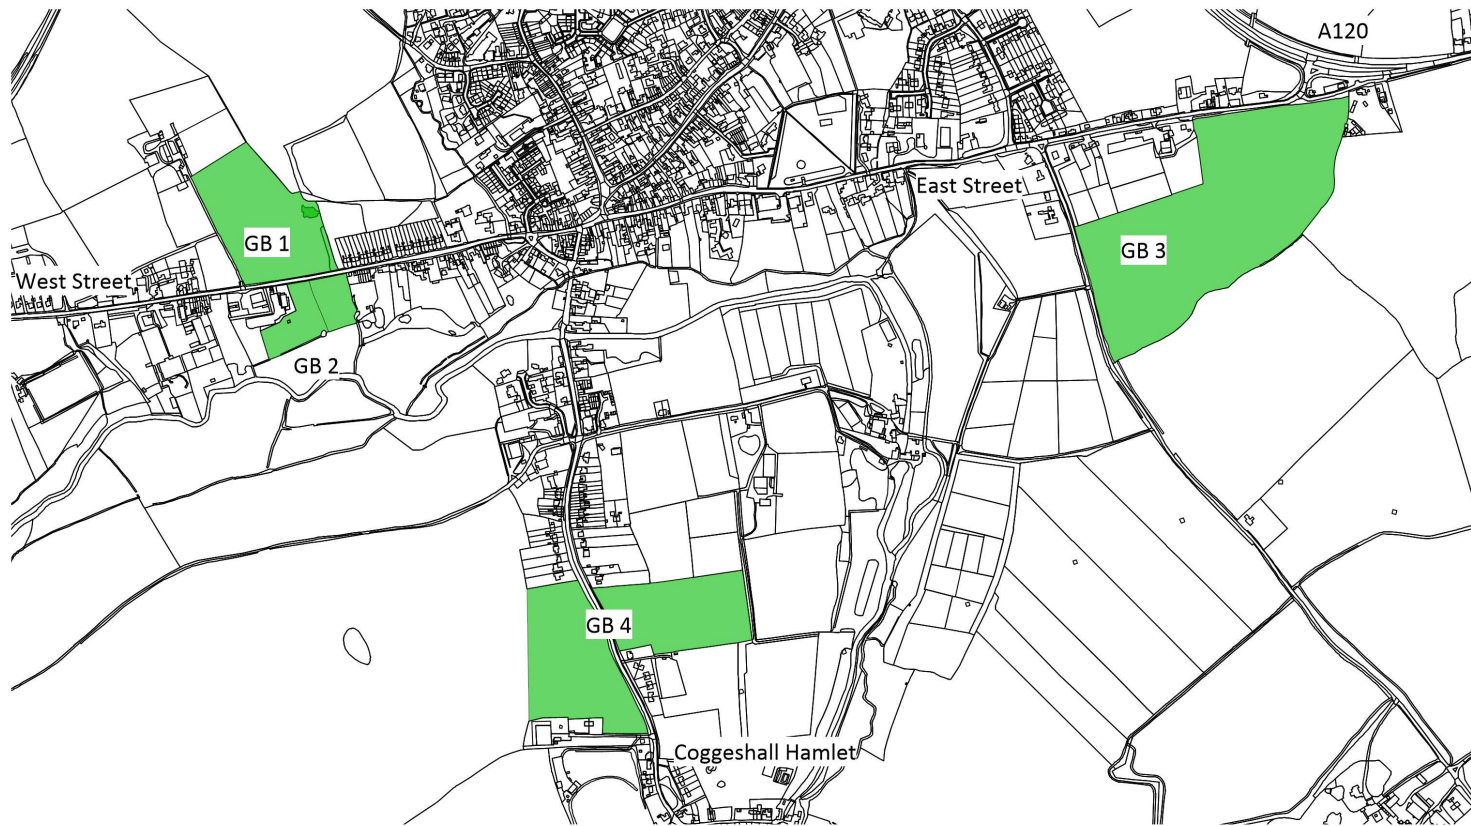 A120
East Street
GB 1
GB 3
West Street
GB 2
GB 4
Coggeshall Hamlet